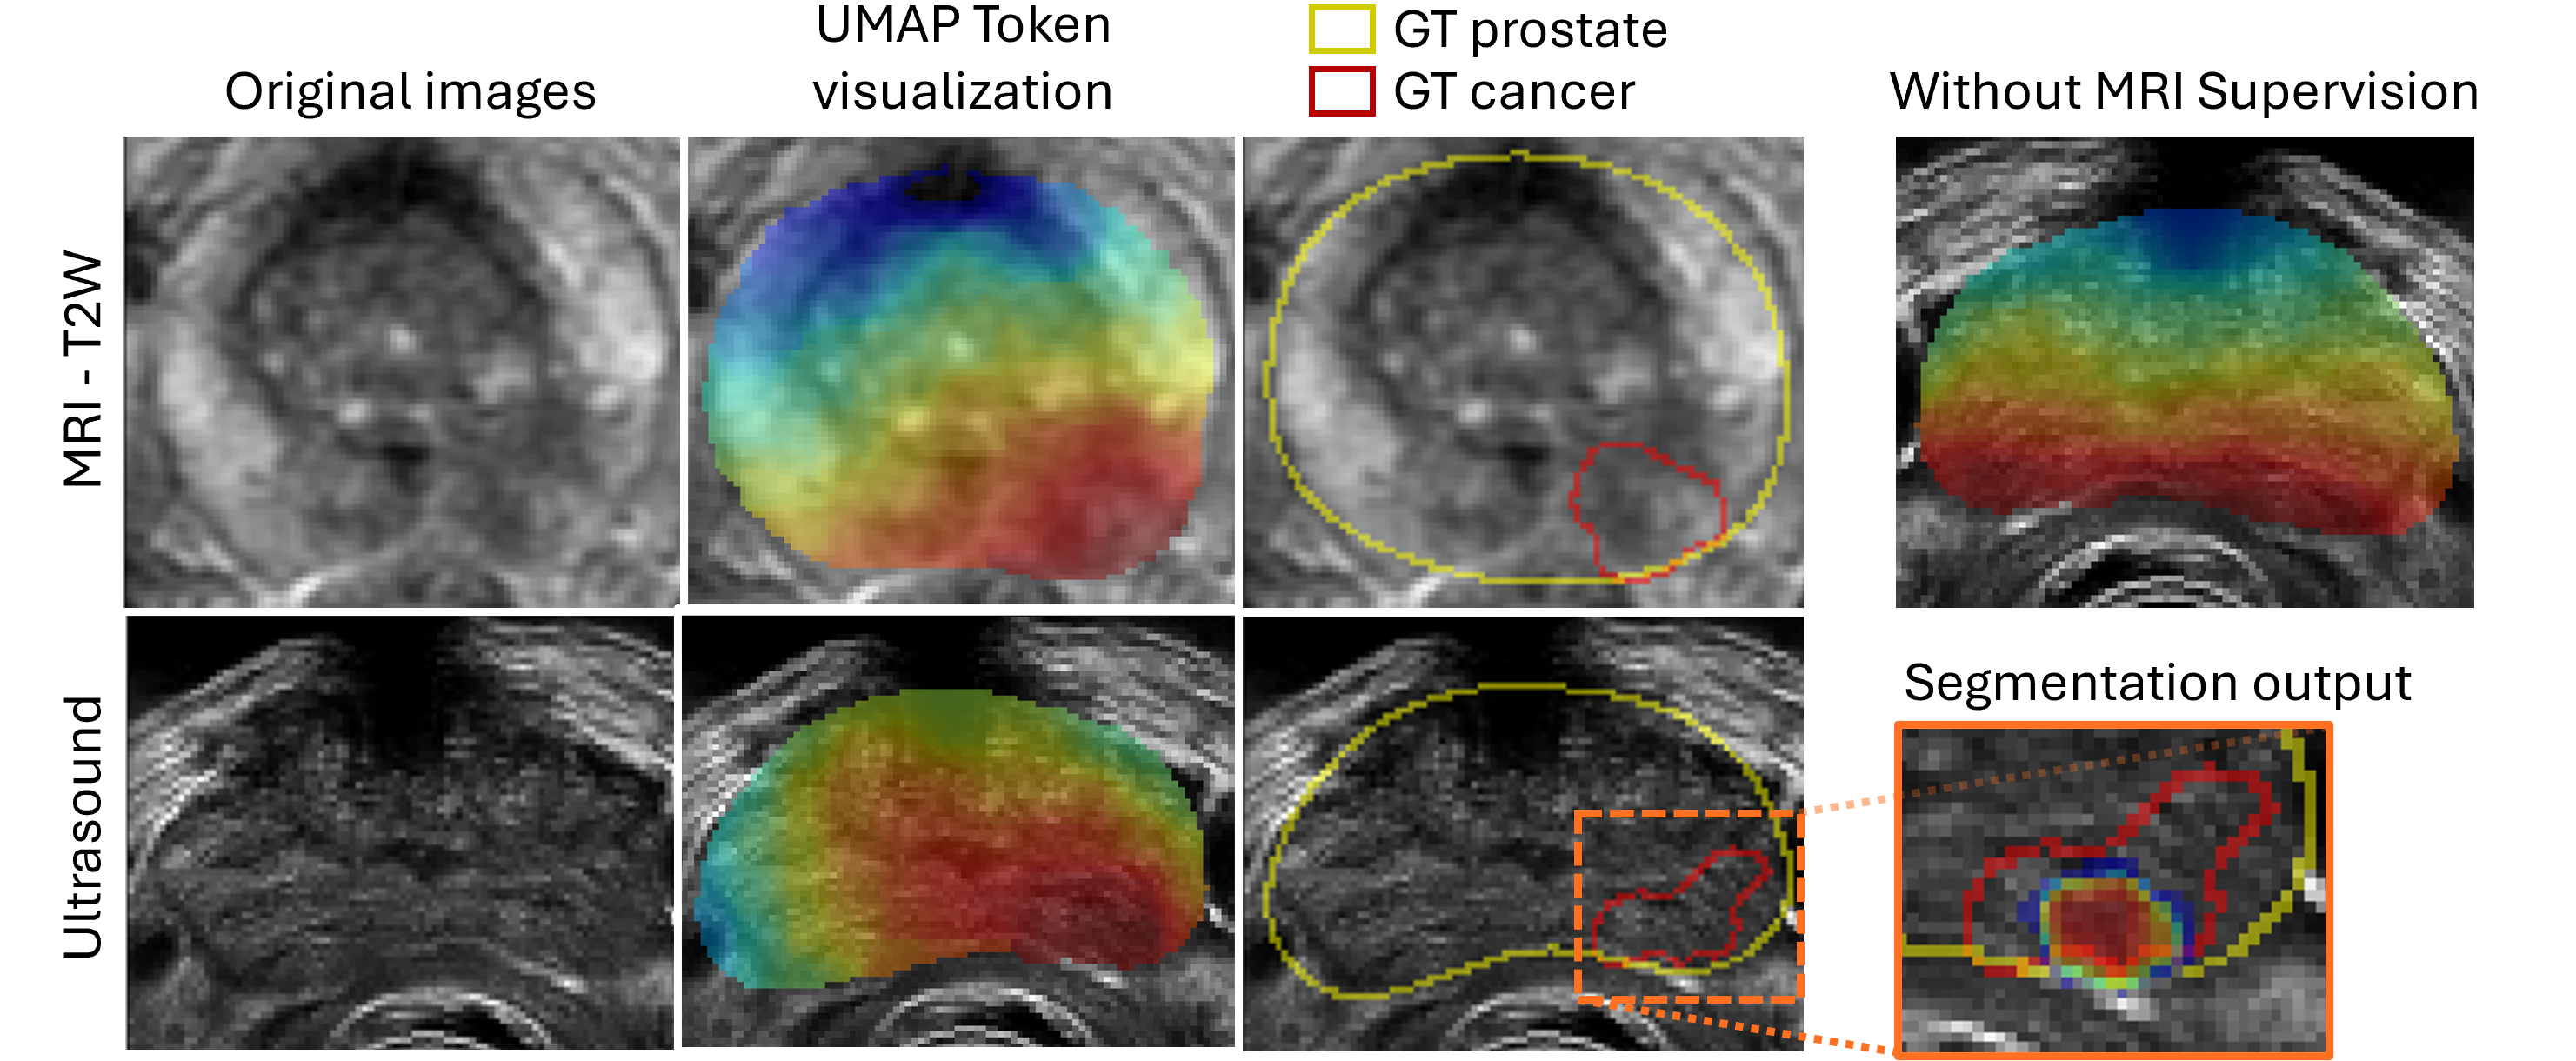 UMAP Token
visualization
GT prostate
GT cancer
Original images
Without MRI Supervision
MRI - T2W
Ultrasound
Segmentation output